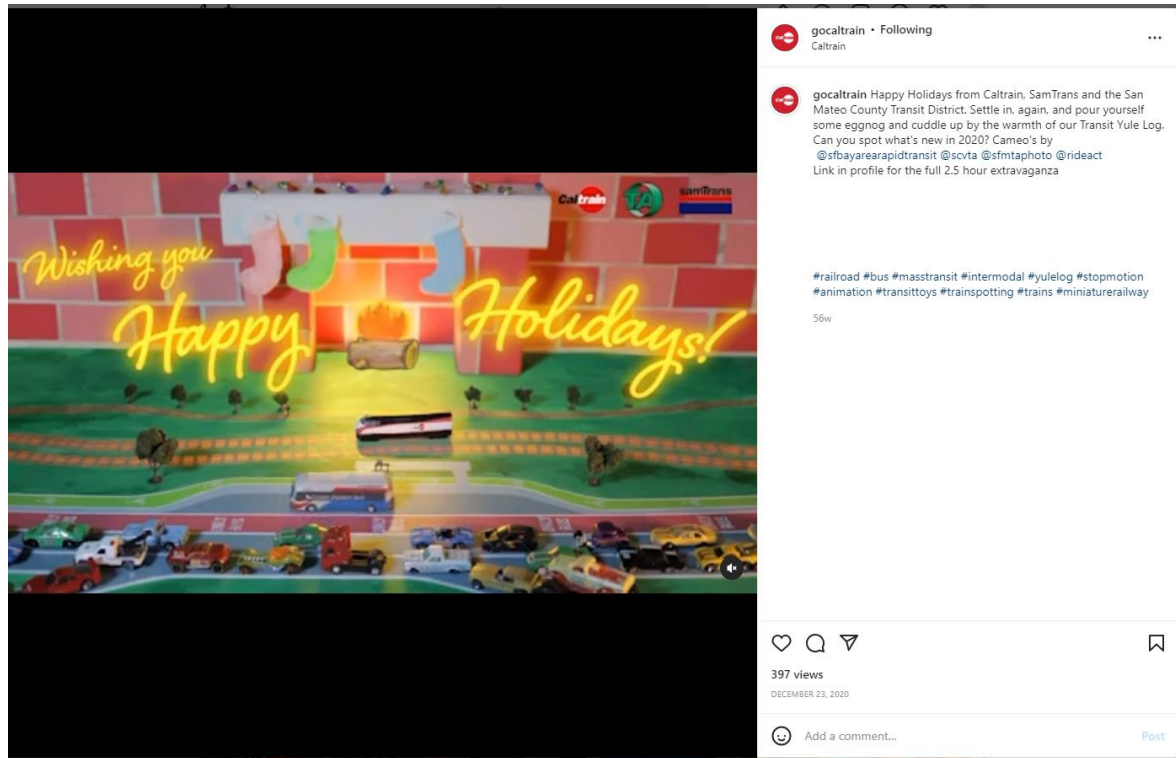 gocaltrain • Following
Caltrain
gocaltrain Happy Holidays from Caltrain, SamTrans and the San
Mateo County Transit District. Settle in, again, and pour yourself
some eggnog and cuddle up by the warmth of our Transit Yule Log.
Can you spot what's new in 2020? Cameo's by
@sfbayarearapidtransit @scvta @sfmtaphoto @rideact
Link in profile for the full 2.5 hour extravaganza
#railroad #bus #masstransit #intermodal #yulelog #stopmotion
#animation #transittoys #trainspotting #trains #miniaturerailway
56w
Caltrain
TA
samTrans
Wishing you
Happy Holidays!
397 views
DECEMBER 23, 2020
Add a comment...
Post